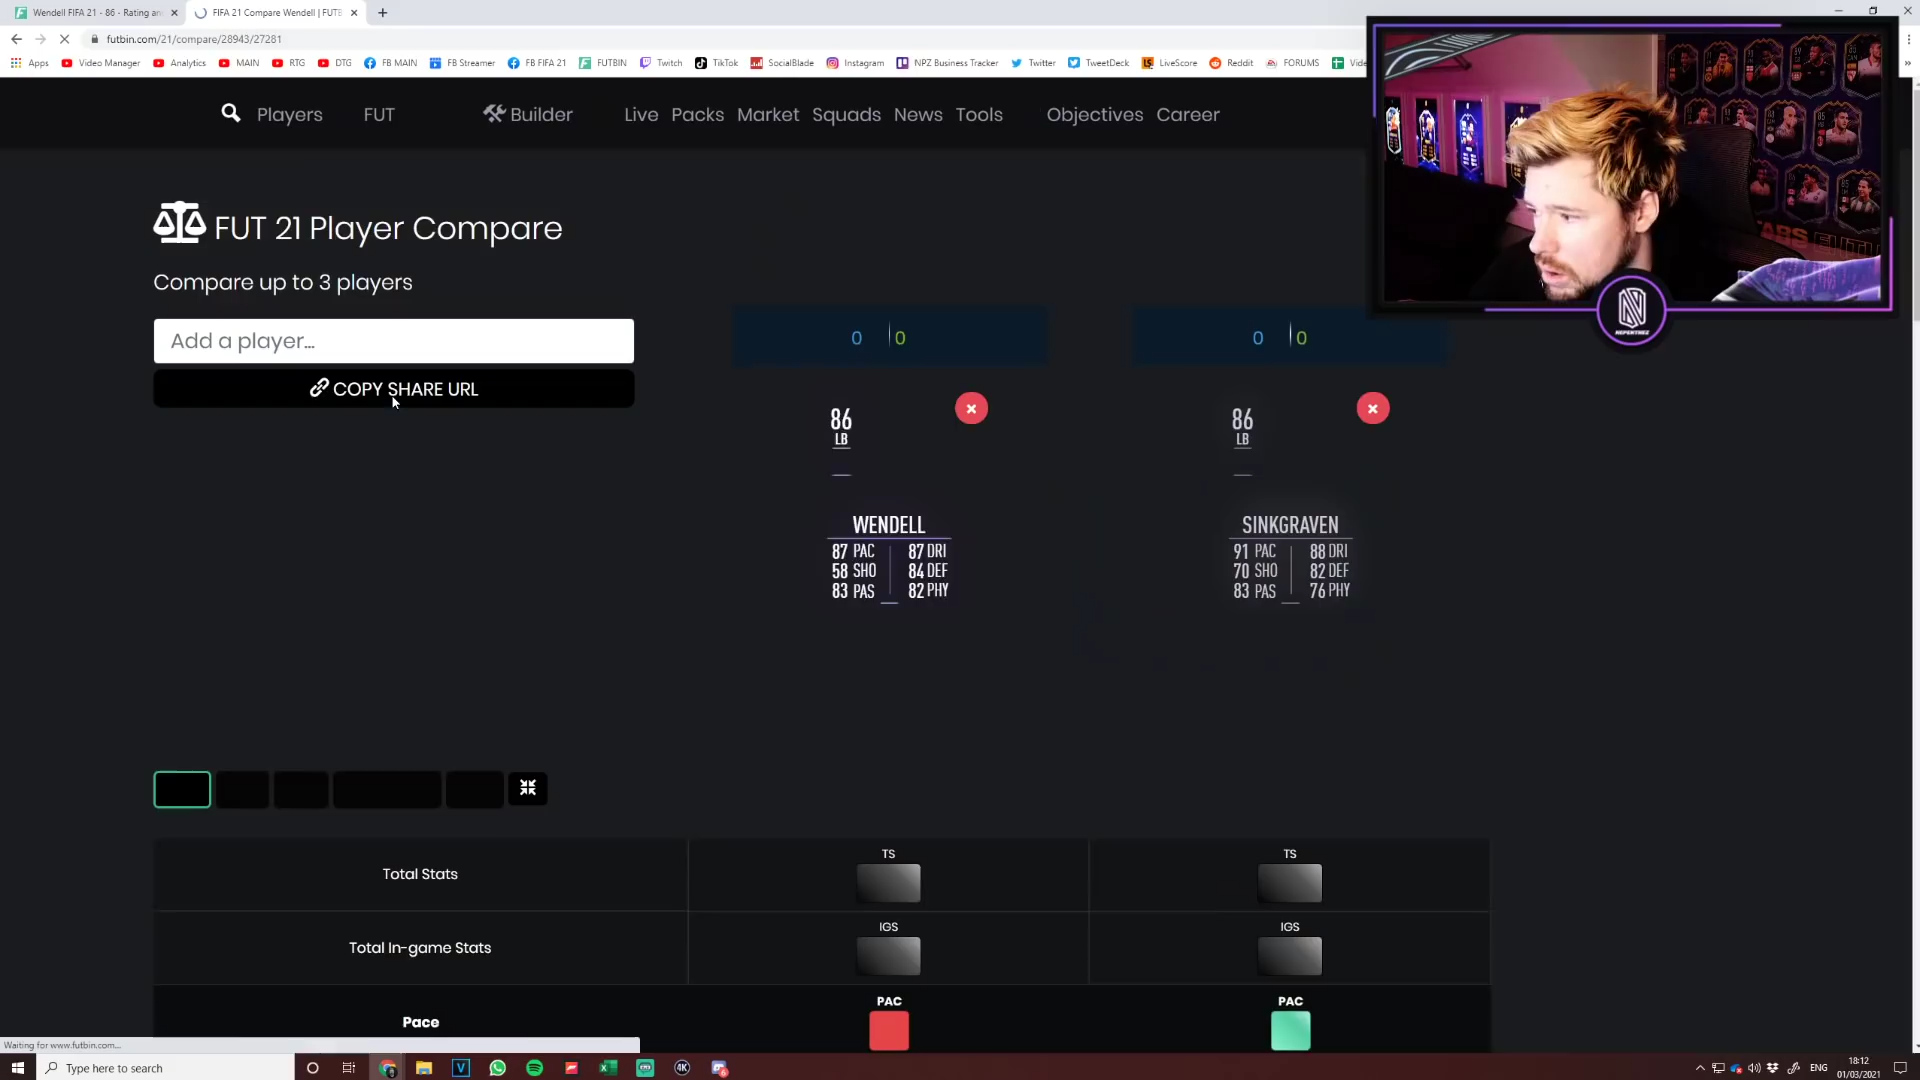 Wendell FIFA 21 - 86 - Rating an
FIFA 21 Compare Wendell | FUTB
futbin.com/21/compare/28943/27281
Apps
Video Manager
Analytics
MAIN
RTG
DTG
FB MAIN
FB Streamer
FB FIFA 21
FUTBIN
Twitch
TikTok
SocialBlade
Instagram
NPZ Business Tracker
Twitter
TweetDeck
LiveScore
Reddit
FORUMS
Vide
Players
FUT
Builder
Live
Packs
Market
Squads
News
Tools
Objectives
Career
FUT 21 Player Compare
Compare up to 3 players
Add a player...
COPY SHARE URL
0 0
0 0
86
LB
WENDELL
87 PAC 87 DRI
58 SHO 84 DEF
83 PAS 82 PHY
86
LB
SINKGRAVEN
91 PAC 88 DRI
70 SHO 82 DEF
83 PAS 76 PHY
NEPENTHEZ
Total Stats
TS
TS
Total In-game Stats
IGS
IGS
Pace
PAC
PAC
Waiting for www.futbin.com...
Type here to search
4K
ENG
18:12
01/03/2021